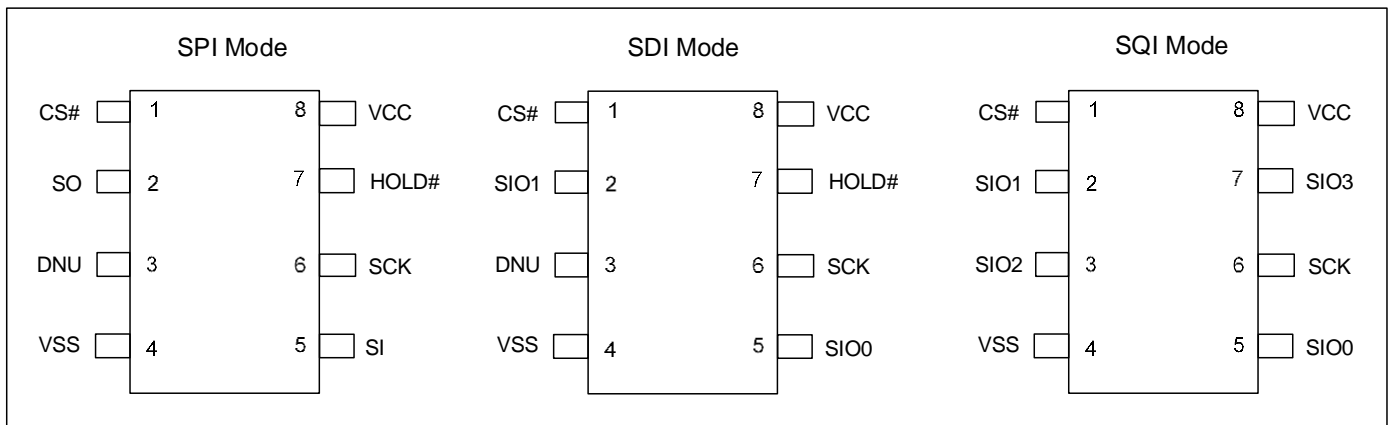 SPI Mode
CS# 1 8 VCC
SO 2 7 HOLD#
DNU 3 6 SCK
VSS 4 5 SI
SDI Mode
CS# 1 8 VCC
SIO1 2 7 HOLD#
DNU 3 6 SCK
VSS 4 5 SIO0
SQI Mode
CS# 1 8 VCC
SIO1 2 7 SIO3
SIO2 3 6 SCK
VSS 4 5 SIO0